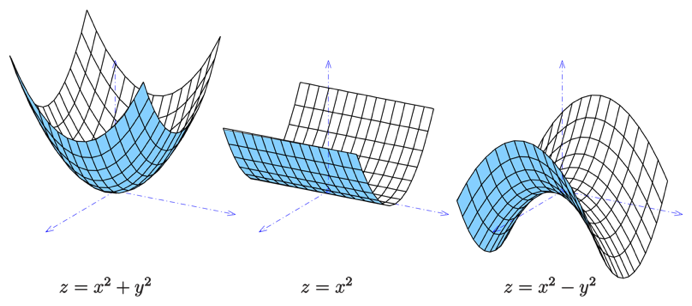 z = x² + y²
z = x²
z = x² − y²